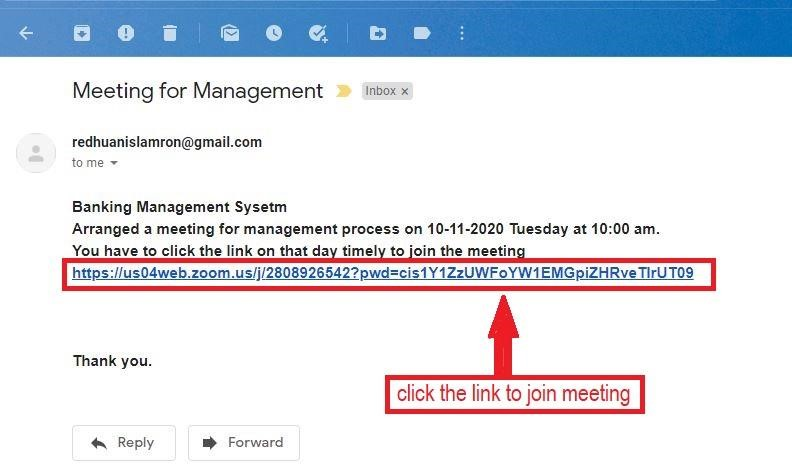 Meeting for Management Inbox x
redhuanislamron@gmail.com
to me
Banking Management Sysetm
Arranged a meeting for management process on 10-11-2020 Tuesday at 10:00 am.
You have to click the link on that day timely to join the meeting
https://us04web.zoom.us/j/2808926542?pwd=cis1Y1ZzUWFoYW1EMGpiZHRveTlrUT09
Thank you.
click the link to join meeting
Reply Forward